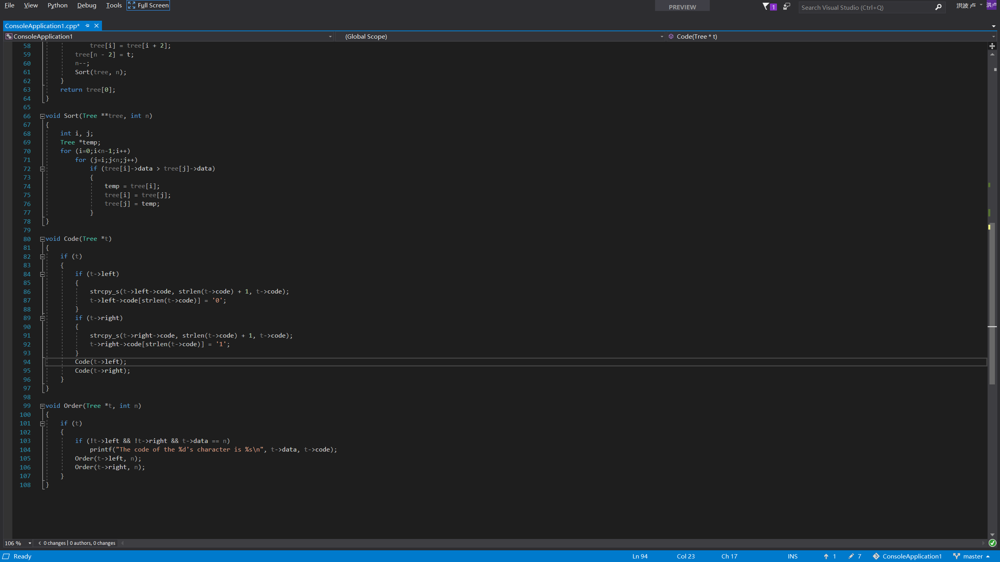 File View Python Debug Tools Full Screen PREVIEW 1 Search Visual Studio (Ctrl+Q) 洪波 卢 洪卢
ConsoleApplication1.cpp*
ConsoleApplication1 (Global Scope) Code(Tree * t)
58 tree[i] = tree[i + 2];
59 tree[n - 2] = t;
60 n--;
61 Sort(tree, n);
62 }
63 return tree[0];
64 }
65
66 void Sort(Tree **tree, int n)
67 {
68 int i, j;
69 Tree *temp;
70 for (i=0;i<n-1;i++)
71 for (j=i;j<n;j++)
72 if (tree[i]->data > tree[j]->data)
73 {
74 temp = tree[i];
75 tree[i] = tree[j];
76 tree[j] = temp;
77 }
78 }
79
80 void Code(Tree *t)
81 {
82 if (t)
83 {
84 if (t->left)
85 {
86 strcpy_s(t->left->code, strlen(t->code) + 1, t->code);
87 t->left->code[strlen(t->code)] = '0';
88 }
89 if (t->right)
90 {
91 strcpy_s(t->right->code, strlen(t->code) + 1, t->code);
92 t->right->code[strlen(t->code)] = '1';
93 }
94 Code(t->left);
95 Code(t->right);
96 }
97 }
98
99 void Order(Tree *t, int n)
100 {
101 if (t)
102 {
103 if (!t->left && !t->right && t->data == n)
104 printf("The code of the %d's character is %s\n", t->data, t->code);
105 Order(t->left, n);
106 Order(t->right, n);
107 }
108 }
106 % 0 changes | 0 authors, 0 changes
Ready Ln 94 Col 23 Ch 17 INS 1 7 ConsoleApplication1 master